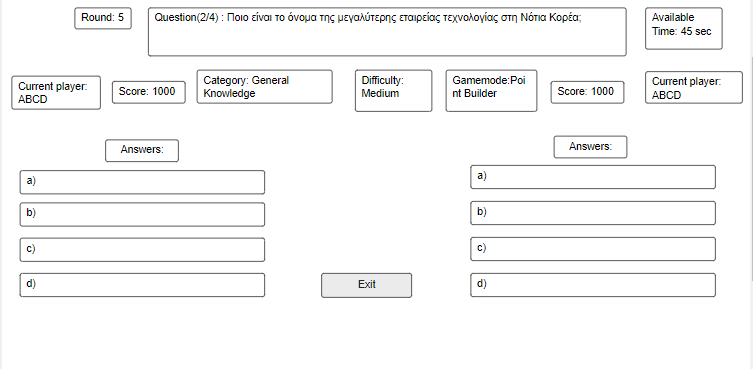 Round: 5
Question(2/4) : Ποιο είναι το όνομα της μεγαλύτερης εταιρείας τεχνολογίας στη Νότια Κορέα;
Available
Time: 45 sec
Current player:
ABCD
Score: 1000
Category: General
Knowledge
Difficulty:
Medium
Gamemode:Poi
nt Builder
Score: 1000
Current player:
ABCD
Answers:
a)
b)
c)
d)
Answers:
a)
b)
c)
d)
Exit